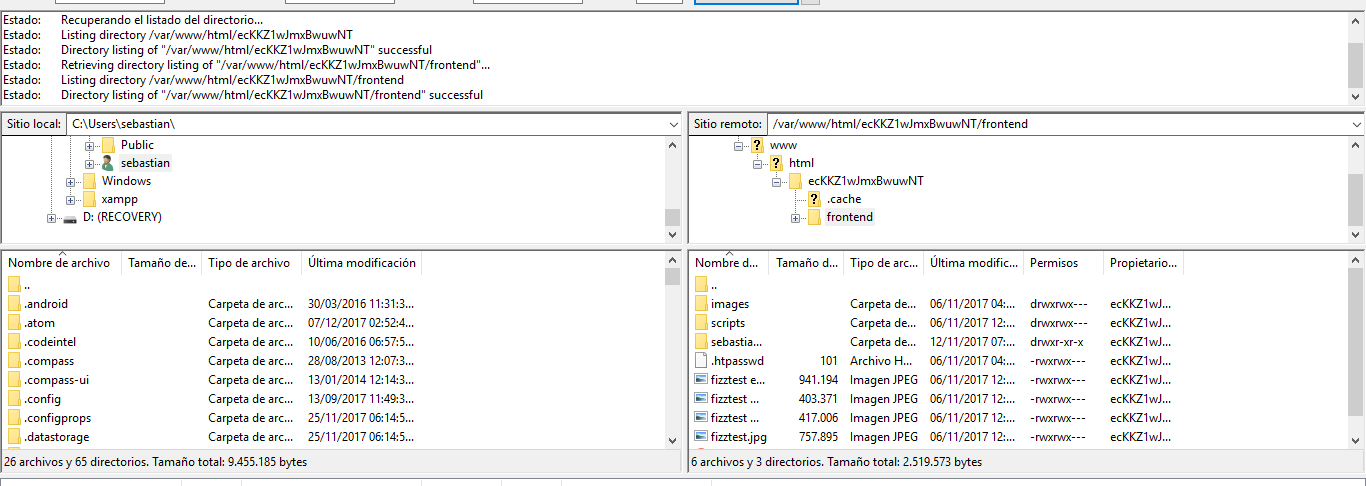 Estado: Recuperando el listado del directorio...
Estado: Listing directory /var/www/html/ecKKZ1wJmxBwuwNT
Estado: Directory listing of "/var/www/html/ecKKZ1wJmxBwuwNT" successful
Estado: Retrieving directory listing of "/var/www/html/ecKKZ1wJmxBwuwNT/frontend"...
Estado: Listing directory /var/www/html/ecKKZ1wJmxBwuwNT/frontend
Estado: Directory listing of "/var/www/html/ecKKZ1wJmxBwuwNT/frontend" successful
Sitio local: C:\Users\sebastian\
Public
sebastian
Windows
xampp
D: (RECOVERY)
Nombre de archivo Tamaño de... Tipo de archivo Última modificación
..
.android Carpeta de arc... 30/03/2016 11:31:3...
.atom Carpeta de arc... 07/12/2017 02:52:4...
.codeintel Carpeta de arc... 10/06/2016 06:57:5...
.compass Carpeta de arc... 28/08/2013 12:07:3...
.compass-ui Carpeta de arc... 13/01/2014 12:14:3...
.config Carpeta de arc... 13/09/2017 11:49:3...
.configprops Carpeta de arc... 25/11/2017 06:14:5...
.datastorage Carpeta de arc... 25/11/2017 06:14:5...
26 archivos y 65 directorios. Tamaño total: 9.455.185 bytes
Sitio remoto: /var/www/html/ecKKZ1wJmxBwuwNT/frontend
? www
? html
ecKKZ1wJmxBwuwNT
? .cache
frontend
Nombre d... Tamaño d... Tipo de arc... Última modific... Permisos Propietario...
..
images Carpeta de... 06/11/2017 04:... drwxrwx--- ecKKZ1wJ...
scripts Carpeta de... 06/11/2017 12:... drwxrwx--- ecKKZ1wJ...
sebastia... Carpeta de... 12/11/2017 07:... drwxr-xr-x ecKKZ1wJ...
.htpasswd 101 Archivo H... 06/11/2017 04:... -rwxrwx--- ecKKZ1wJ...
fizztest e... 941.194 Imagen JPEG 06/11/2017 12:... -rwxrwx--- ecKKZ1wJ...
fizztest ... 403.371 Imagen JPEG 06/11/2017 12:... -rwxrwx--- ecKKZ1wJ...
fizztest ... 417.006 Imagen JPEG 06/11/2017 12:... -rwxrwx--- ecKKZ1wJ...
fizztest.jpg 757.895 Imagen JPEG 06/11/2017 12:... -rwxrwx--- ecKKZ1wJ...
6 archivos y 3 directorios. Tamaño total: 2.519.573 bytes